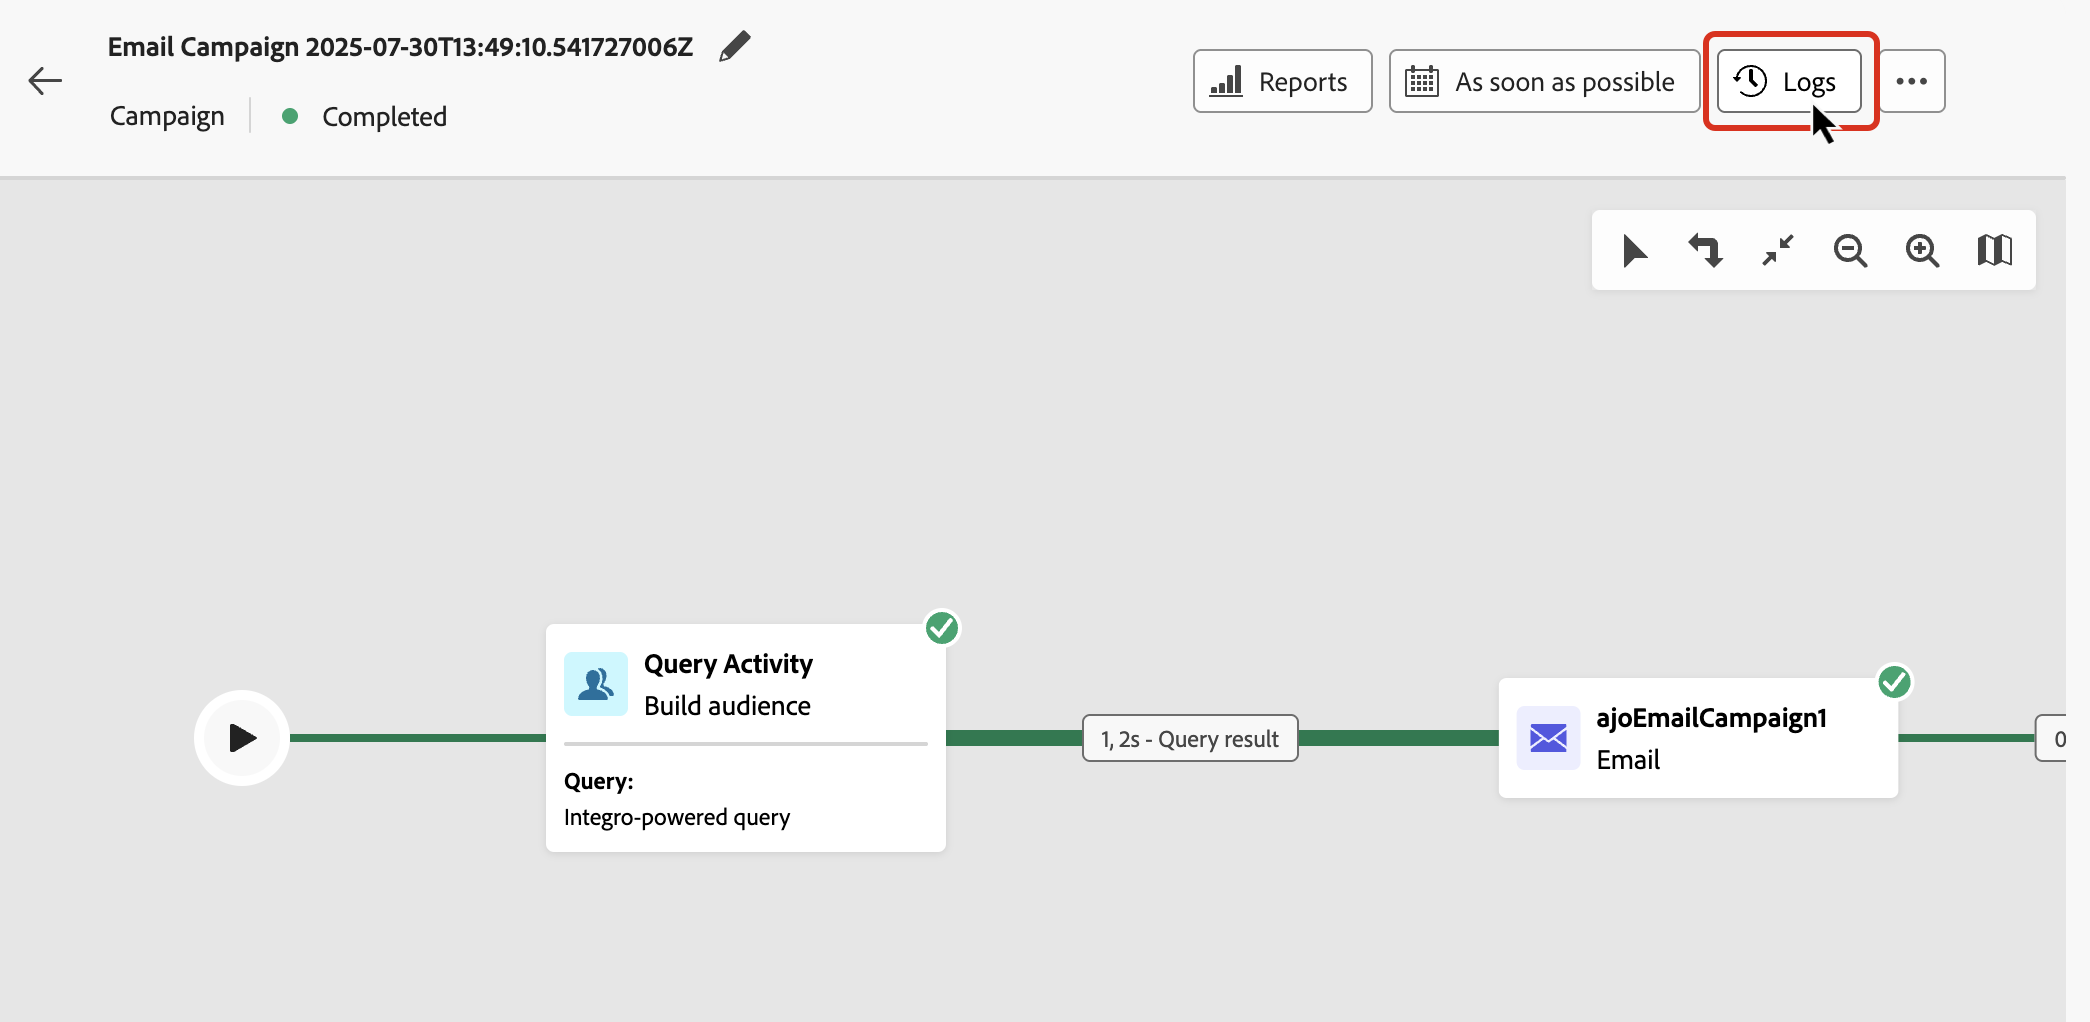 Email Campaign 2025-07-30T13:49:10.541727006Z
Campaign
Completed
Reports
As soon as possible
Logs
Query Activity
Build audience
Query:
Integro-powered query
1, 2s - Query result
ajoEmailCampaign1
Email
0